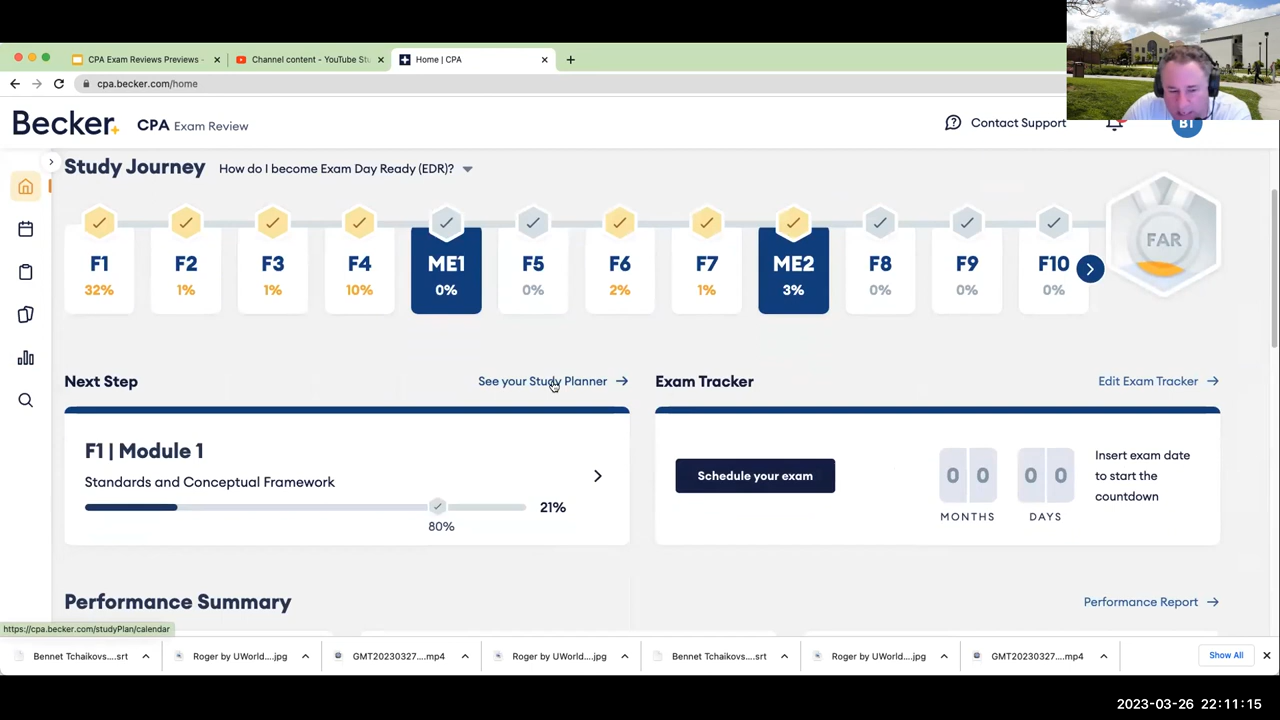 CPA Exam Reviews Previews -
Channel content - YouTube Stu
Home | CPA
cpa.becker.com/home
Becker CPA Exam Review
Contact Support
BT
Study Journey How do I become Exam Day Ready (EDR)?
F1 F2 F3 F4 ME1 F5 F6 F7 ME2 F8 F9 F10 FAR
32% 1% 1% 10% 0% 0% 2% 1% 3% 0% 0% 0%
Next Step See your Study Planner
Exam Tracker Edit Exam Tracker
F1 | Module 1
Standards and Conceptual Framework
21%
80%
Schedule your exam
0 0 0 0
MONTHS DAYS
Insert exam date
to start the
countdown
Performance Summary Performance Report
https://cpa.becker.com/studyPlan/calendar
Bennet Tchaikovs....srt Roger by UWorld....jpg GMT20230327....mp4 Roger by UWorld....jpg Bennet Tchaikovs....srt Roger by UWorld....jpg GMT20230327....mp4 Show All
2023-03-26 22:11:15